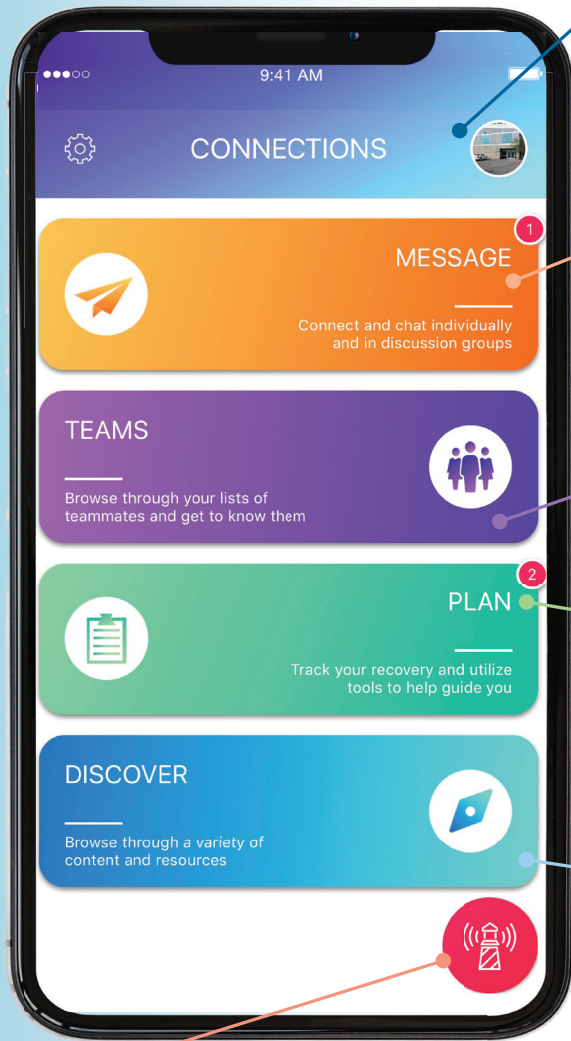 9:41 AM
CONNECTIONS
1
MESSAGE
Connect and chat individually
and in discussion groups
TEAMS
Browse through your lists of
teammates and get to know them
2
PLAN
Track your recovery and utilize
tools to help guide you
DISCOVER
Browse through a variety of
content and resources